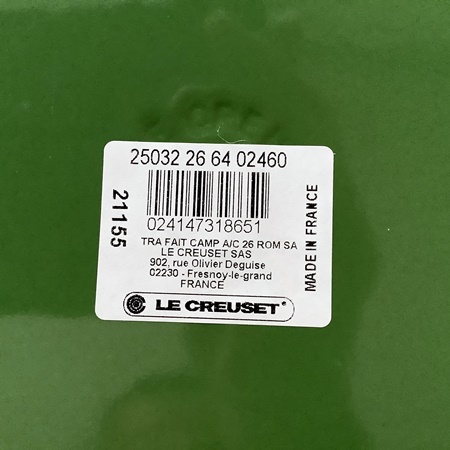 25032 26 64 02460
024147318651
TRA FAIT CAMP A/C 26 ROM SA
LE CREUSET SAS
902, rue Olivier Deguise
02230 - Fresnoy-le-grand
FRANCE
LE CREUSET
21155
MADE IN FRANCE